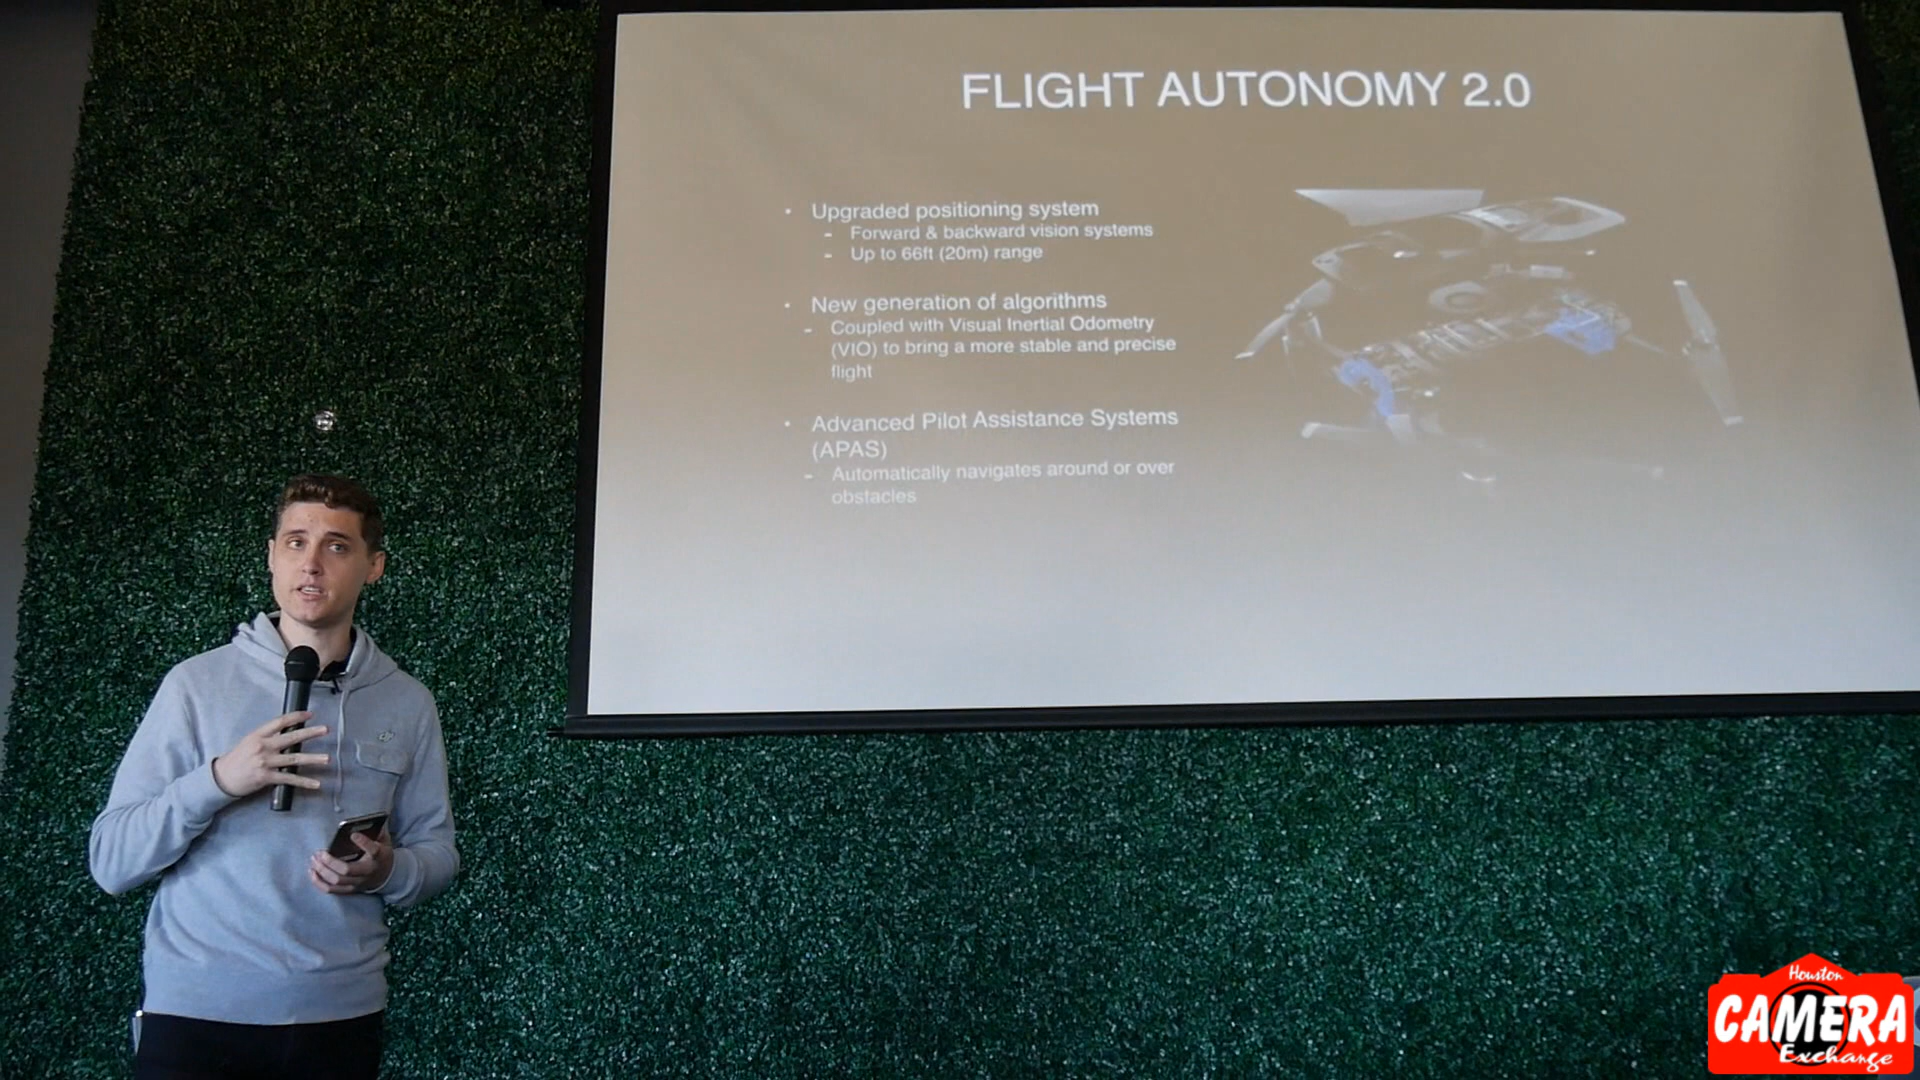 FLIGHT AUTONOMY 2.0
• Upgraded positioning system
- Forward & backward vision systems
- Up to 66ft (20m) range
• New generation of algorithms
- Coupled with Visual Inertial Odometry
(VIO) to bring a more stable and precise
flight
• Advanced Pilot Assistance Systems
(APAS)
- Automatically navigates around or over
obstacles
dji
Houston
CAMERA
Exchange